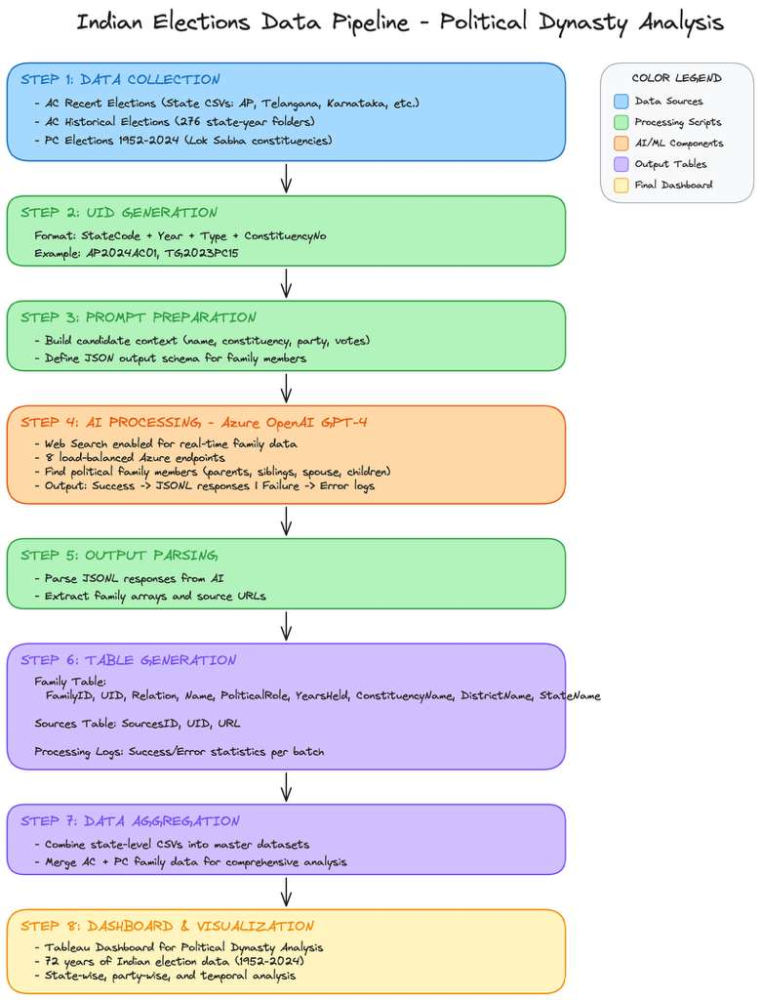 Indian Elections Data Pipeline - Political Dynasty Analysis
STEP 1: DATA COLLECTION
- AC Recent Elections (State CSVs: AP, Telangana, Karnataka, etc.)
- AC Historical Elections (276 state-year folders)
- PC Elections 1952-2024 (Lok Sabha constituencies)
COLOR LEGEND
Data Sources
Processing Scripts
AI/ML Components
Output Tables
Final Dashboard
STEP 2: UID GENERATION
Format: StateCode + Year + Type + ConstituencyNo
Example: AP2024AC01, TG2023PC15
STEP 3: PROMPT PREPARATION
- Build candidate context (name, constituency, party, votes)
- Define JSON output schema for family members
STEP 4: AI PROCESSING - Azure OpenAI GPT-4
- Web Search enabled for real-time family data
- 8 load-balanced Azure endpoints
- Find political family members (parents, siblings, spouse, children)
- Output: Success -> JSONL responses | Failure -> Error logs
STEP 5: OUTPUT PARSING
- Parse JSONL responses from AI
- Extract family arrays and source URLs
STEP 6: TABLE GENERATION
Family Table:
FamilyID, UID, Relation, Name, PoliticalRole, YearsHeld, ConstituencyName, DistrictName, StateName
Sources Table: SourcesID, UID, URL
Processing Logs: Success/Error statistics per batch
STEP 7: DATA AGGREGATION
- Combine state-level CSVs into master datasets
- Merge AC + PC family data for comprehensive analysis
STEP 8: DASHBOARD & VISUALIZATION
- Tableau Dashboard for Political Dynasty Analysis
- 72 years of Indian election data (1952-2024)
- State-wise, party-wise, and temporal analysis